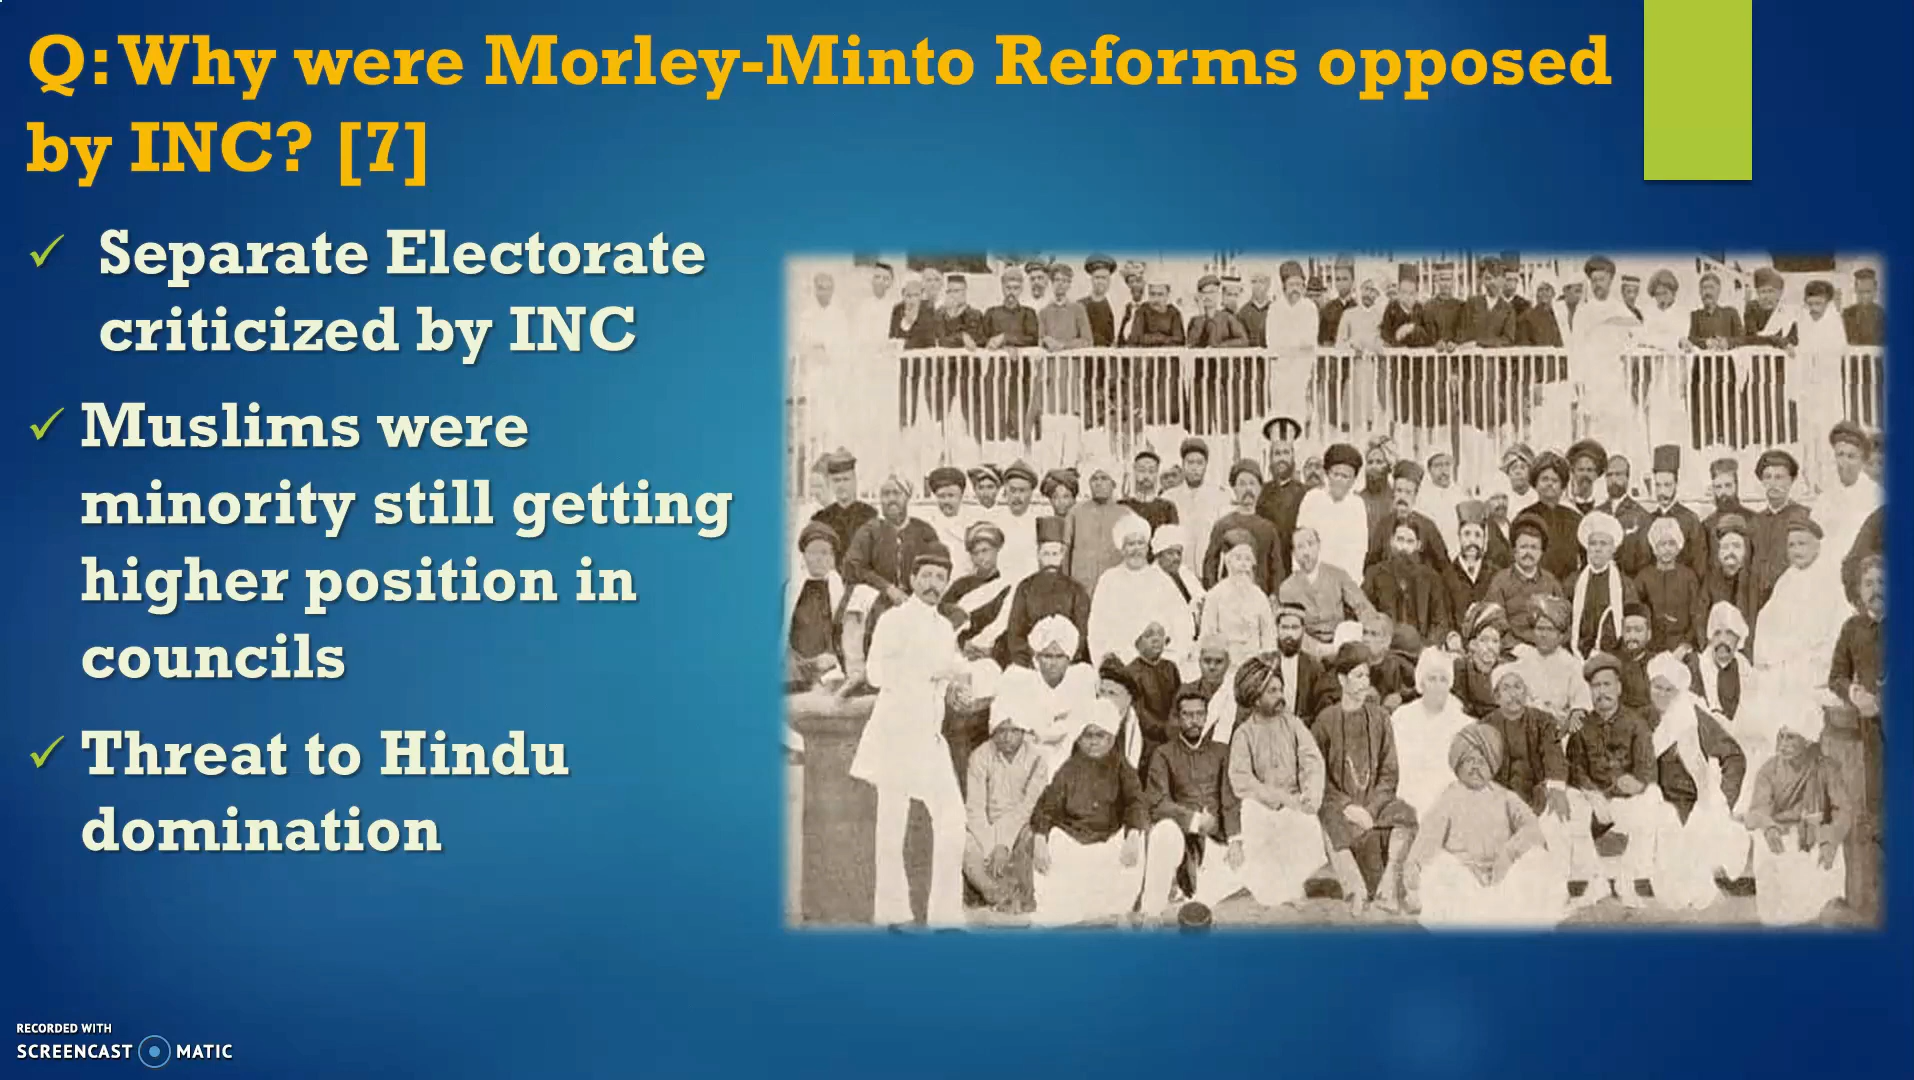 Q: Why were Morley-Minto Reforms opposed
by INC? [7]
✓ Separate Electorate
criticized by INC
✓ Muslims were
minority still getting
higher position in
councils
✓ Threat to Hindu
domination
RECORDED WITH
SCREENCAST MATIC